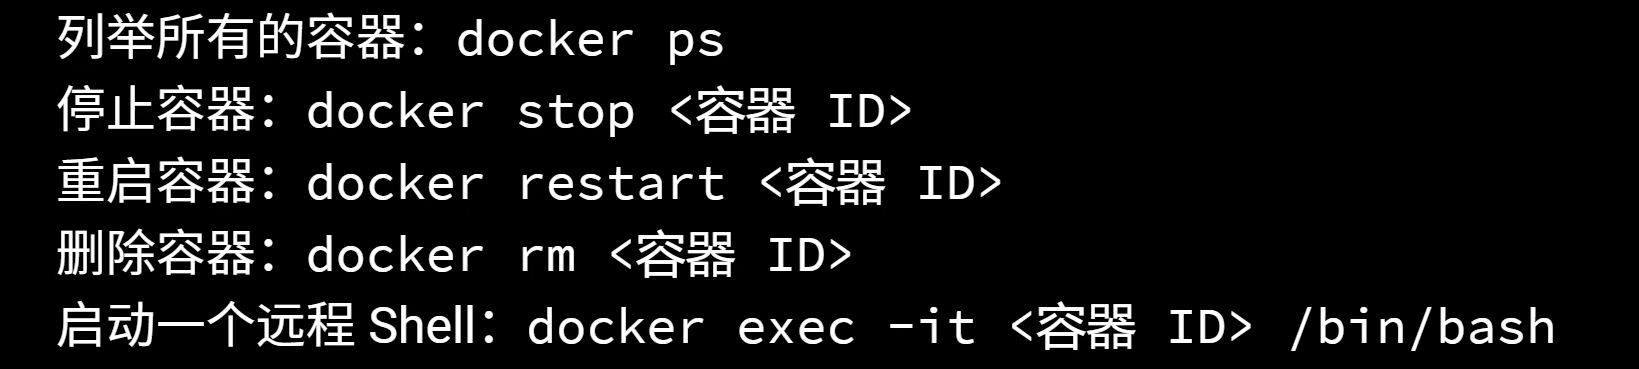 列举所有的容器：docker ps
停止容器：docker stop <容器 ID>
重启容器：docker restart <容器 ID>
删除容器：docker rm <容器 ID>
启动一个远程 Shell：docker exec -it <容器 ID> /bin/bash